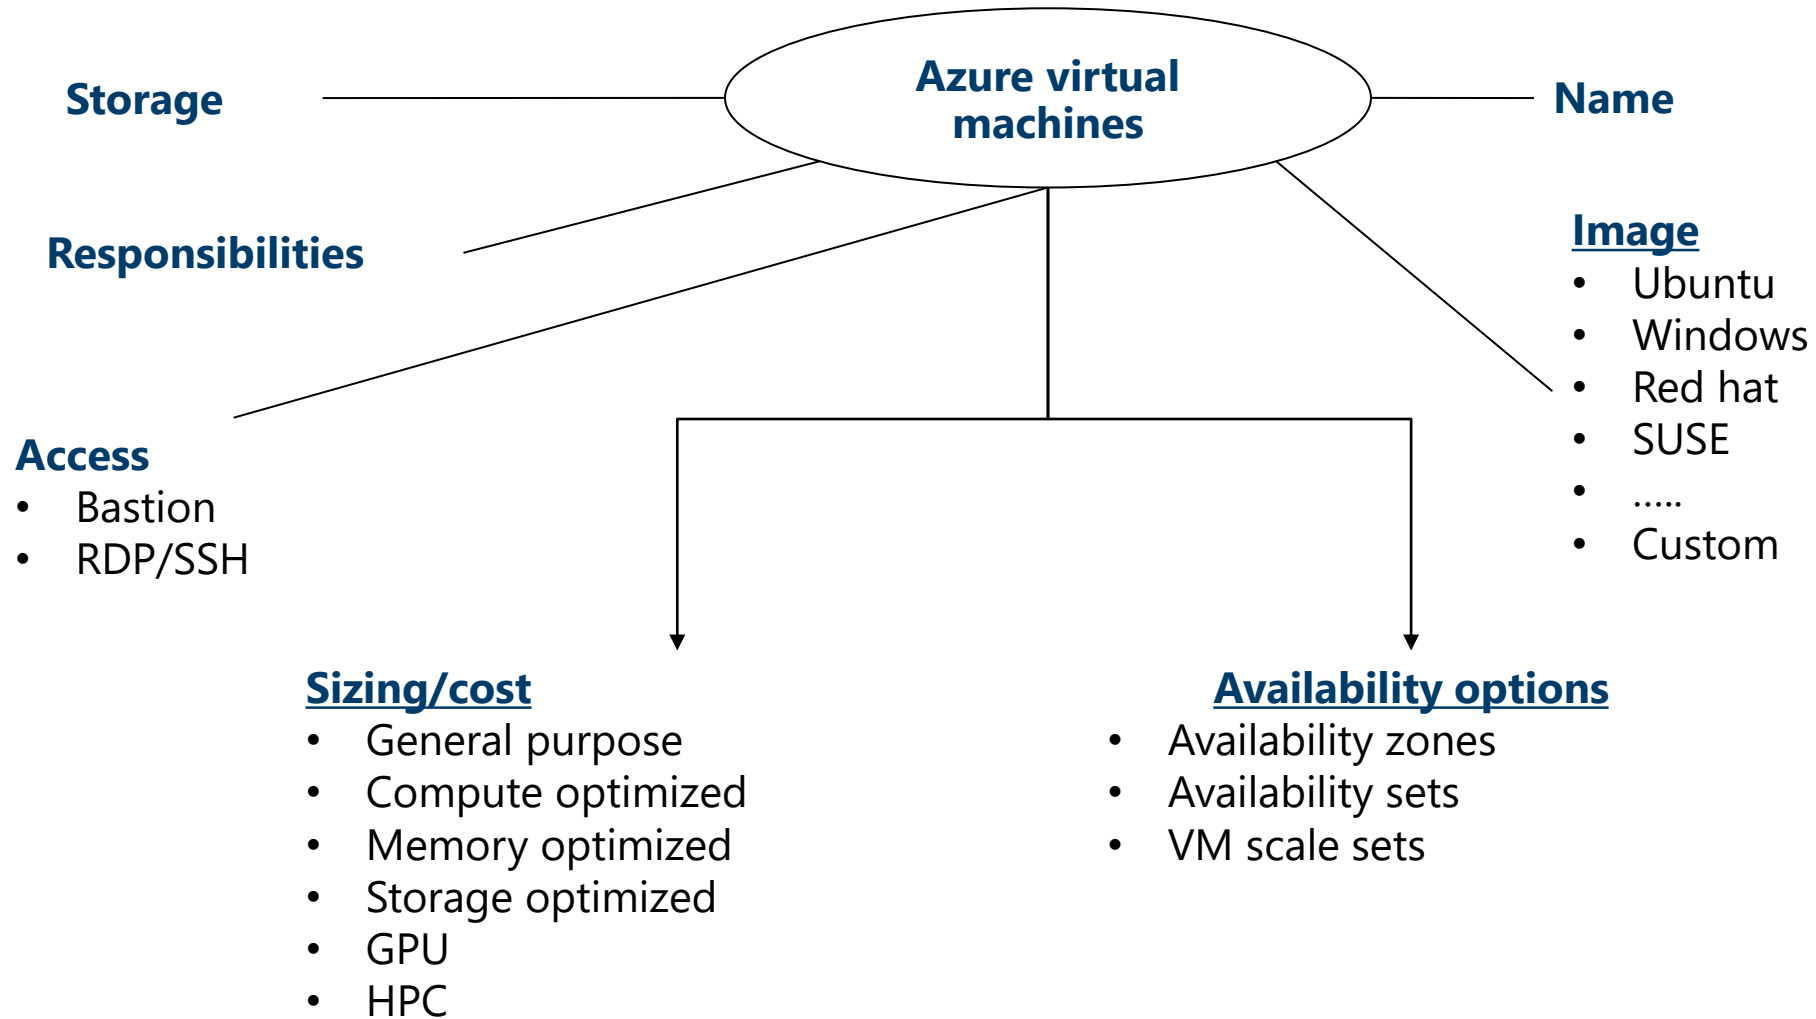 Azure virtual
machines
Storage
Name
Responsibilities
Image
• Ubuntu
• Windows
• Red hat
• SUSE
• .....
• Custom
Access
• Bastion
• RDP/SSH
Sizing/cost
• General purpose
• Compute optimized
• Memory optimized
• Storage optimized
• GPU
• HPC
Availability options
• Availability zones
• Availability sets
• VM scale sets